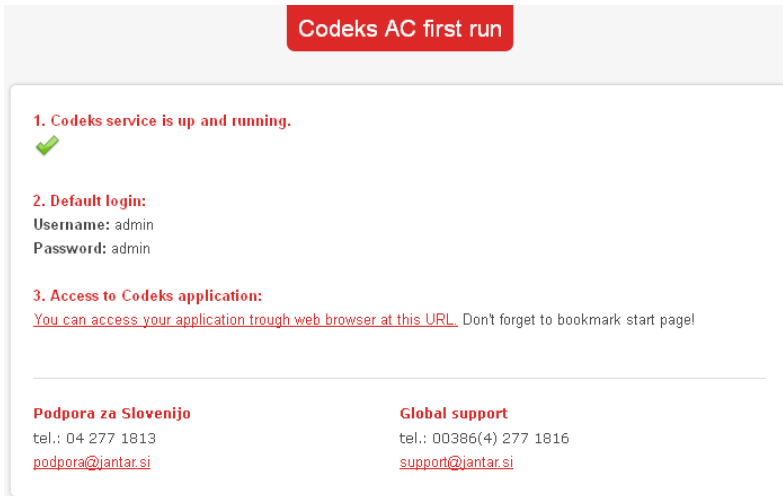 Codeks AC first run
1. Codeks service is up and running.
2. Default login:
Username: admin
Password: admin
3. Access to Codeks application:
You can access your application trough web browser at this URL. Don't forget to bookmark start page!
Podpora za Slovenijo
tel.: 04 277 1813
podpora@jantar.si
Global support
tel.: 00386(4) 277 1816
support@jantar.si